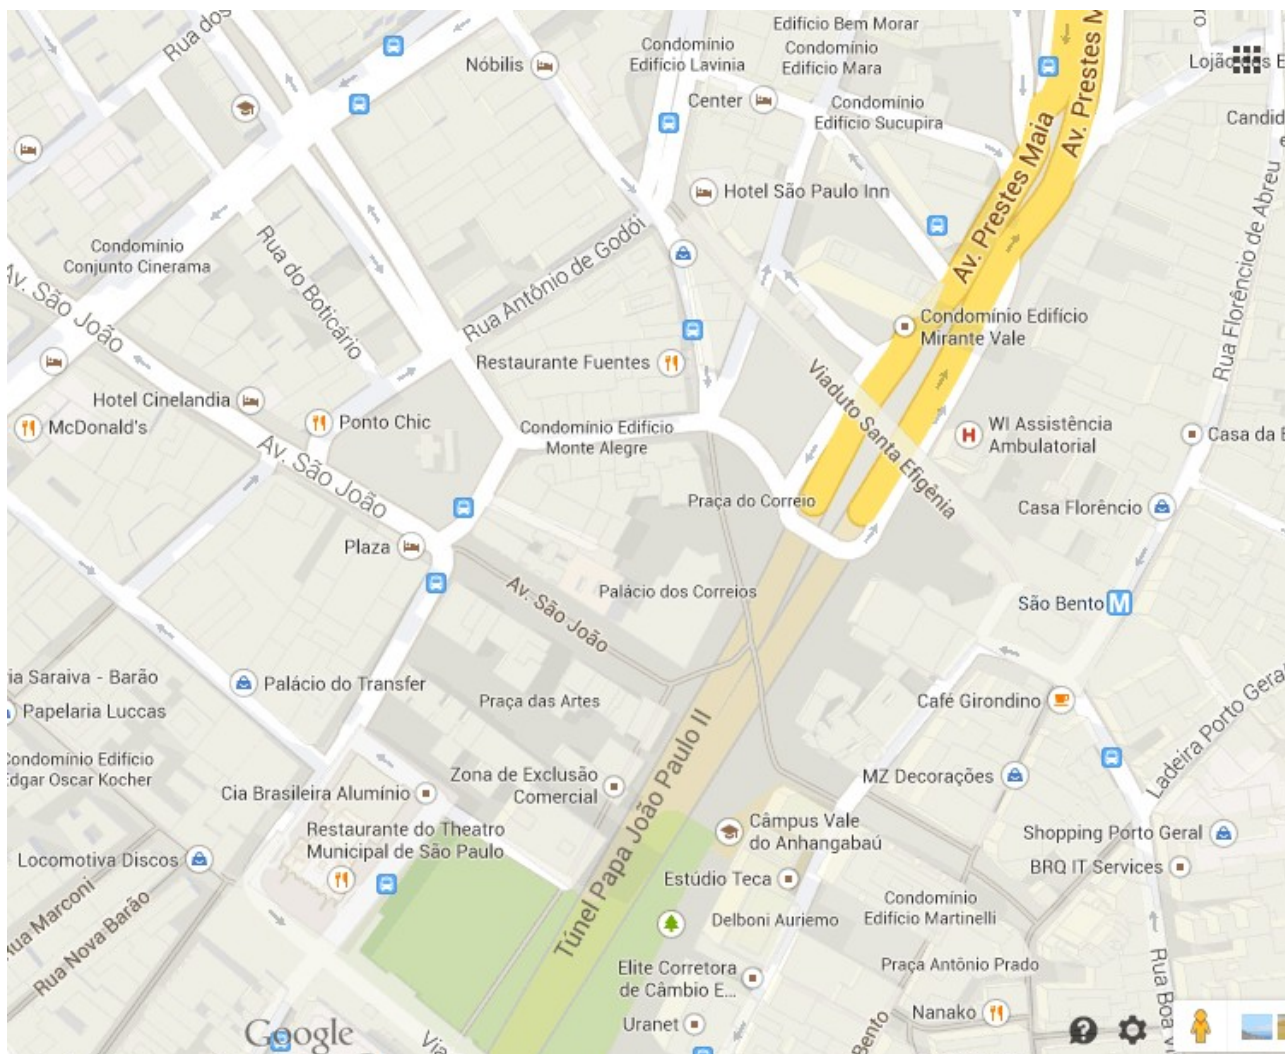 Rua dos
Nóbilis
Condomínio
Edifício Lavinia
Edifício Bem Morar
Condomínio
Edifício Mara
Av. Prestes M
Lojão
Center
Condomínio
Edifício Sucupira
Candid
Av. Prestes Maia
Hotel São Paulo Inn
Rua Florêncio de Abreu
Condomínio
Conjunto Cinerama
Rua do Boticário
Rua Antônio de Godói
Av. São João
Condomínio Edifício
Mirante Vale
Restaurante Fuentes
Viaduto Santa Efigênia
Hotel Cinelandia
McDonald's
Ponto Chic
Condomínio Edifício
Monte Alegre
WI Assistência
Ambulatorial
Casa da
Av. São João
Praça do Correio
Casa Florêncio
Plaza
Av. São João
Palácio dos Correios
São Bento M
ria Saraiva - Barão
Papelaria Luccas
Palácio do Transfer
Praça das Artes
Café Girondino
Ladeira Porto Geral
Condomínio Edifício
Edgar Oscar Kocher
Cia Brasileira Alumínio
Zona de Exclusão
Comercial
Túnel Papa João Paulo II
MZ Decorações
Câmpus Vale
do Anhangabaú
Shopping Porto Geral
Restaurante do Theatro
Municipal de São Paulo
Locomotiva Discos
BRQ IT Services
Estúdio Teca
Rua Marconi
Rua Nova Barão
Delboni Auriemo
Condomínio
Edifício Martinelli
Elite Corretora
de Câmbio E...
Praça Antônio Prado
Nanako
Uranet
Bento
Rua Boa Vi
Google
Via